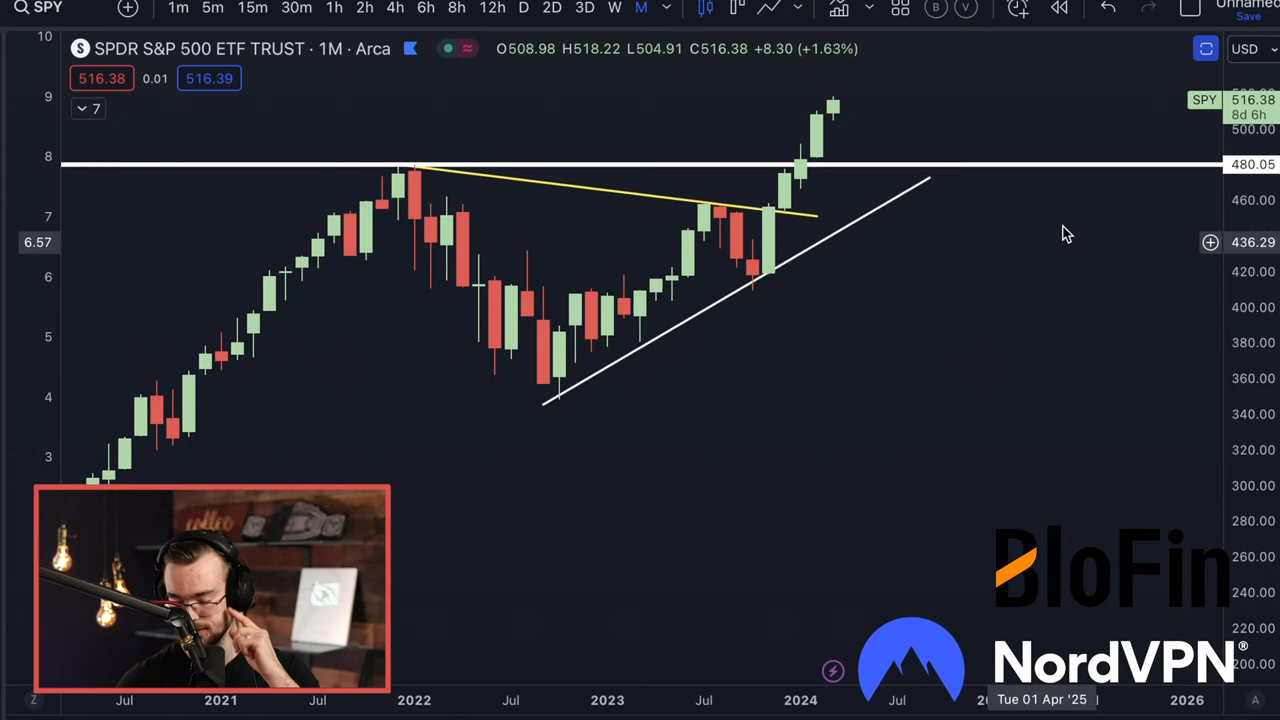 SPY 1m 5m 15m 30m 1h 2h 4h 6h 8h 12h D 2D 3D W M B V Unnamed
Save
S SPDR S&P 500 ETF TRUST · 1M · Arca O508.98 H518.22 L504.91 C516.38 +8.30 (+1.63%) USD
516.38 0.01 516.39
7
10
9
8
7
6.57
6
5
4
3
SPY 516.38
8d 6h
500.00
480.05
460.00
436.29
420.00
400.00
380.00
360.00
340.00
320.00
300.00
280.00
260.00
240.00
220.00
200.00
coffee
BloFin
NordVPN®
Z Jul 2021 Jul 2022 Jul 2023 Jul 2024 Jul Tue 01 Apr '25 2026 A